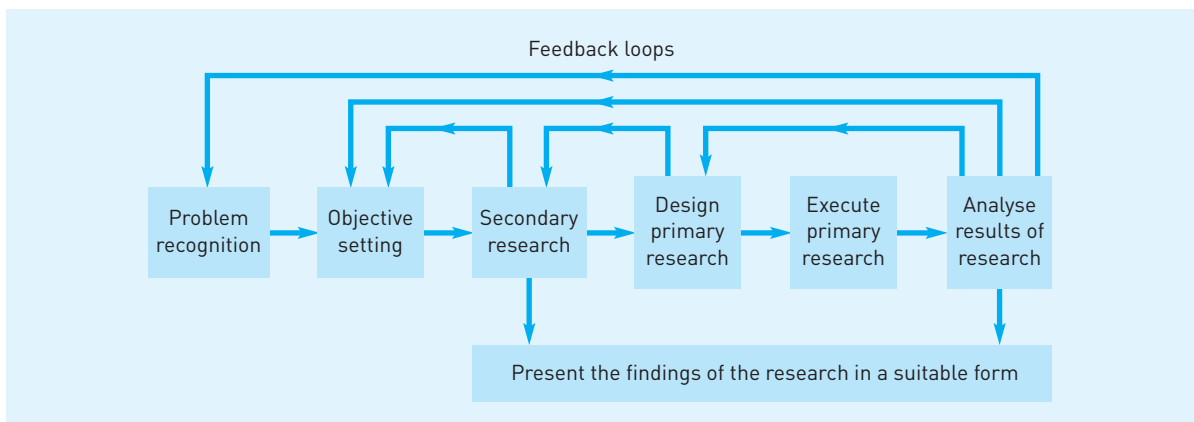 Feedback loops
Problem
recognition
Objective
setting
Secondary
research
Design
primary
research
Execute
primary
research
Analyse
results of
research
Present the findings of the research in a suitable form